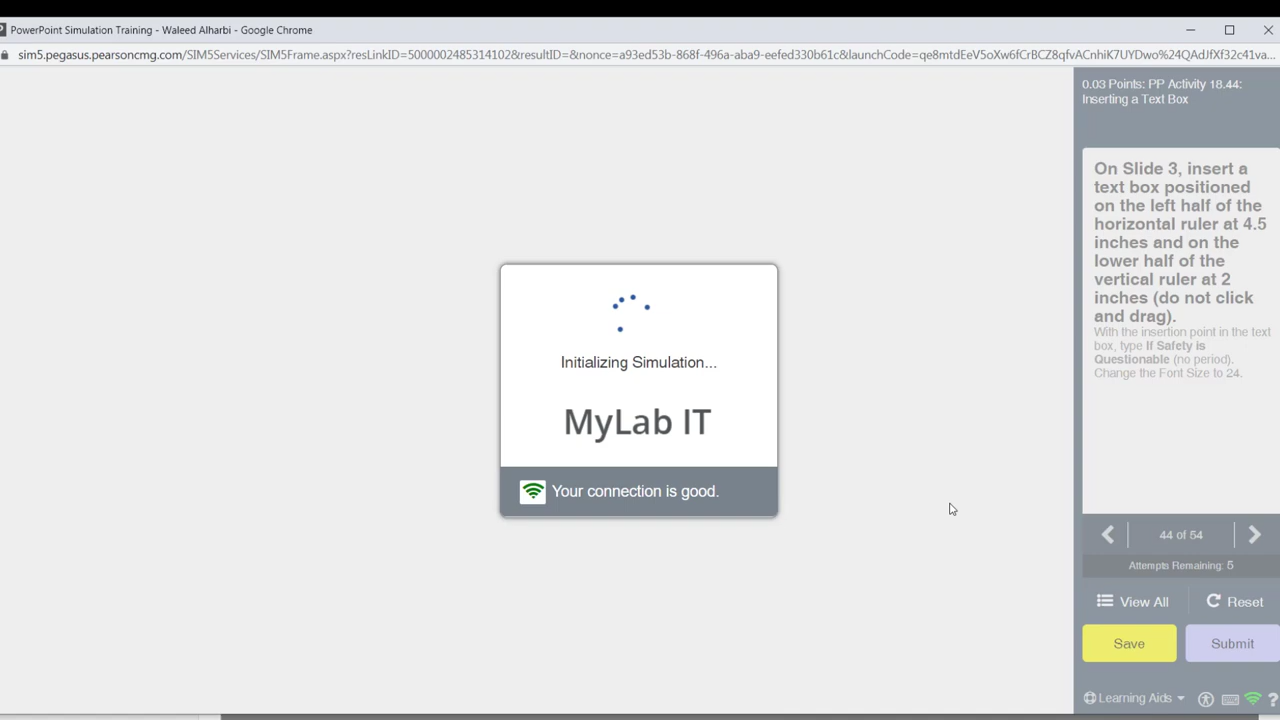 PowerPoint Simulation Training - Waleed Alharbi - Google Chrome
sim5.pegasus.pearsoncmg.com/SIM5Services/SIM5Frame.aspx?resLinkID=5000002485314102&resultID=&nonce=a93ed53b-868f-496a-aba9-eefed330b61c&launchCode=qe8mtdEeV5oXw6fCrBCZ8qfvACnhiK7UYDwo%24QAdJfXf32c41va...
0.03 Points: PP Activity 18.44:
Inserting a Text Box
On Slide 3, insert a
text box positioned
on the left half of the
horizontal ruler at 4.5
inches and on the
lower half of the
vertical ruler at 2
inches (do not click
and drag).
With the insertion point in the text
box, type If Safety is
Questionable (no period).
Change the Font Size to 24.
Initializing Simulation...
MyLab IT
Your connection is good.
44 of 54
Attempts Remaining: 5
View All
Reset
Save
Submit
Learning Aids
?